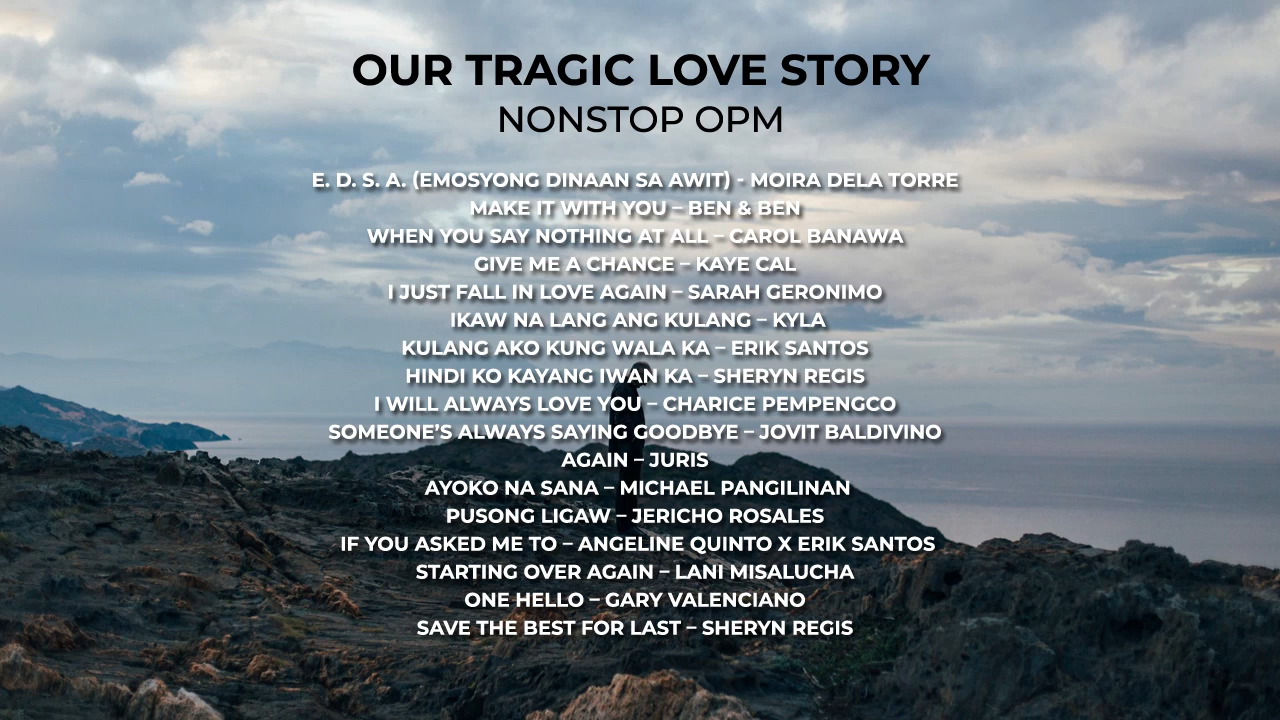 OUR TRAGIC LOVE STORY
NONSTOP OPM
E. D. S. A. (EMOSYONG DINAAN SA AWIT) - MOIRA DELA TORRE
MAKE IT WITH YOU – BEN & BEN
WHEN YOU SAY NOTHING AT ALL – CAROL BANAWA
GIVE ME A CHANCE – KAYE CAL
I JUST FALL IN LOVE AGAIN – SARAH GERONIMO
IKAW NA LANG ANG KULANG – KYLA
KULANG AKO KUNG WALA KA – ERIK SANTOS
HINDI KO KAYANG IWAN KA – SHERYN REGIS
I WILL ALWAYS LOVE YOU – CHARICE PEMPENGCO
SOMEONE’S ALWAYS SAYING GOODBYE – JOVIT BALDIVINO
AGAIN – JURIS
AYOKO NA SANA – MICHAEL PANGILINAN
PUSONG LIGAW – JERICHO ROSALES
IF YOU ASKED ME TO – ANGELINE QUINTO X ERIK SANTOS
STARTING OVER AGAIN – LANI MISALUCHA
ONE HELLO – GARY VALENCIANO
SAVE THE BEST FOR LAST – SHERYN REGIS